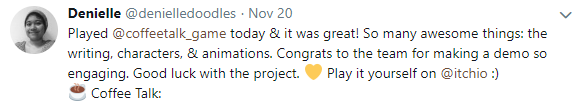 Denielle @denielledoodles · Nov 20
Played @coffeetalk_game today & it was great! So many awesome things: the
writing, characters, & animations. Congrats to the team for making a demo so
engaging. Good luck with the project. 💛 Play it yourself on @itchio :)
☕ Coffee Talk: